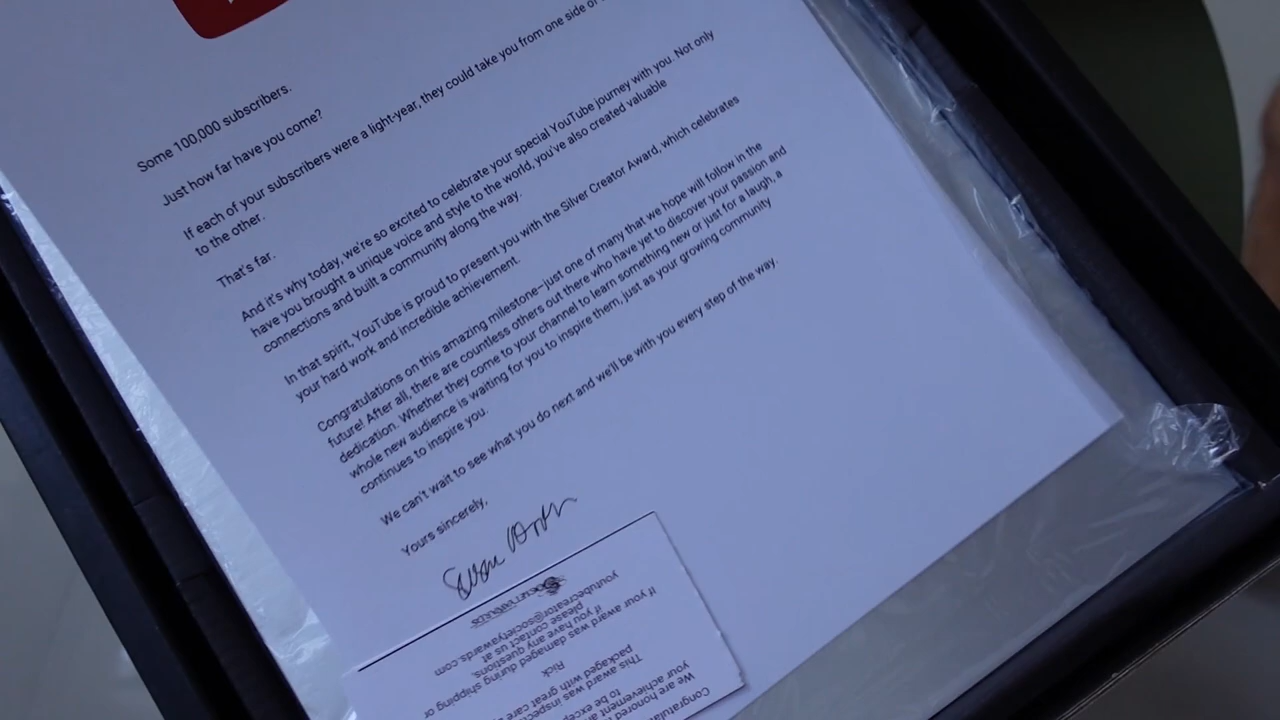 Some 100,000 subscribers.
Just how far have you come?
If each of your subscribers were a light-year, they could take you from one side of
to the other.
That's far.
And it's why today, we're so excited to celebrate your special YouTube journey with you. Not only
have you brought a unique voice and style to the world, you've also created valuable
connections and built a community along the way.
In that spirit, YouTube is proud to present you with the Silver Creator Award, which celebrates
your hard work and incredible achievement.
Congratulations on this amazing milestone—just one of many that we hope will follow in the
future! After all, there are countless others out there who have yet to discover your passion and
dedication. Whether they come to your channel to learn something new or just for a laugh, a
whole new audience is waiting for you to inspire them, just as your growing community
continues to inspire you.
We can't wait to see what you do next and we'll be with you every step of the way.
Yours sincerely,
We are honored
your achievement
to be
This award was inspected
packaged with great care
Rick
If your award was damaged during shipping or
if you have any questions,
please contact us at
youtubecreator@societyawards.com
SOCIETYAWARDS